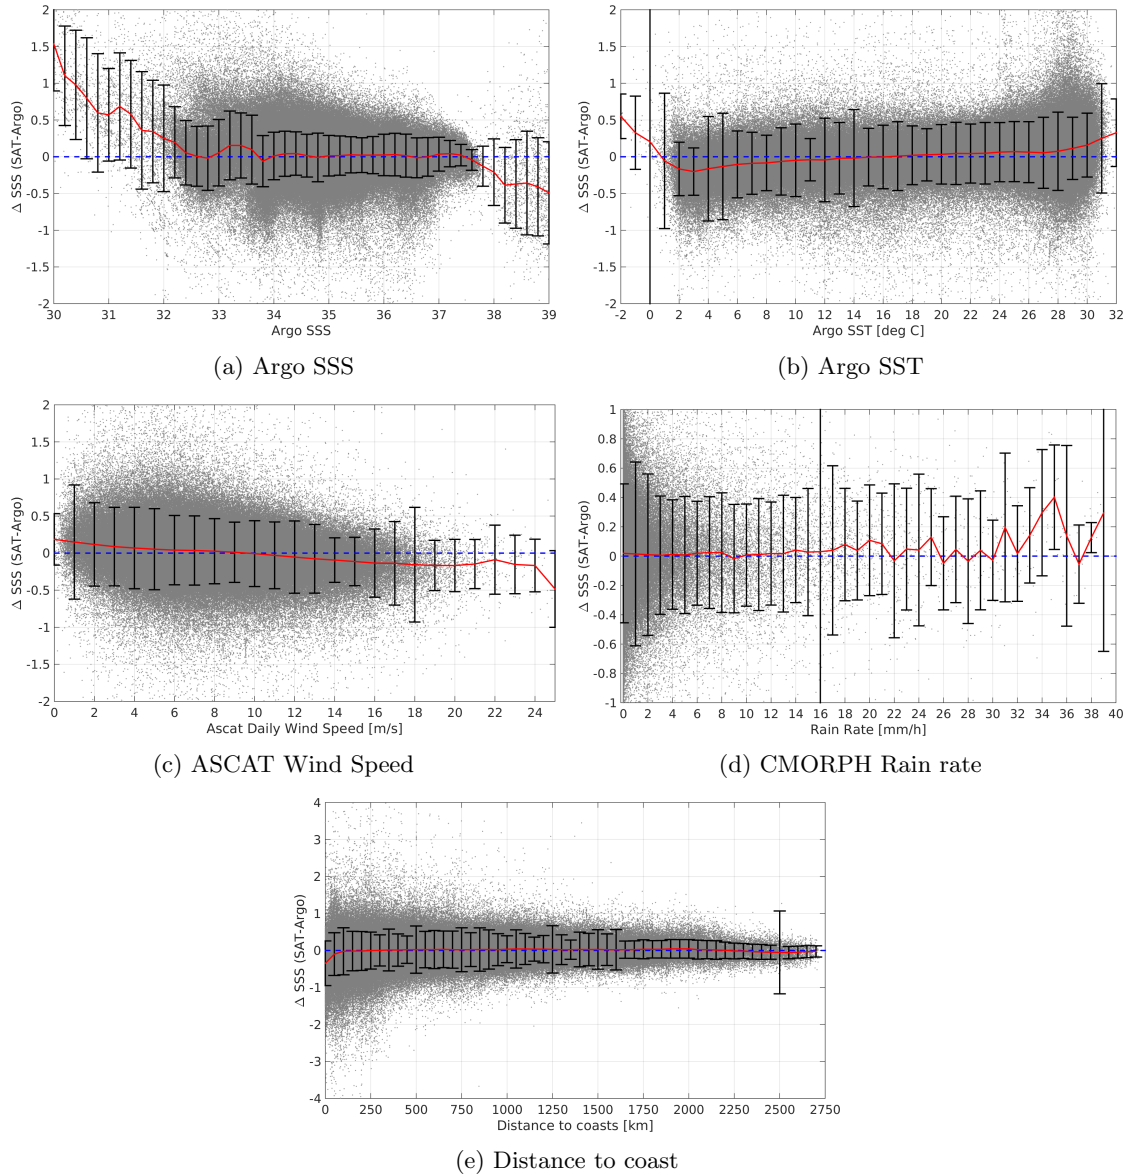 2
1.5
1
0.5
0
-0.5
-1
-1.5
-2
Δ SSS (SAT-Argo)
30 31 32 33 34 35 36 37 38 39
Argo SSS
(a) Argo SSS
2
1.5
1
0.5
0
-0.5
-1
-1.5
-2
Δ SSS (SAT-Argo)
-2 0 2 4 6 8 10 12 14 16 18 20 22 24 26 28 30 32
Argo SST [deg C]
(b) Argo SST
2
1.5
1
0.5
0
-0.5
-1
-1.5
-2
Δ SSS (SAT-Argo)
0 2 4 6 8 10 12 14 16 18 20 22 24
Ascat Daily Wind Speed [m/s]
(c) ASCAT Wind Speed
1
0.8
0.6
0.4
0.2
0
-0.2
-0.4
-0.6
-0.8
-1
Δ SSS (SAT-Argo)
0 2 4 6 8 10 12 14 16 18 20 22 24 26 28 30 32 34 36 38 40
Rain Rate [mm/h]
(d) CMORPH Rain rate
4
3
2
1
0
-1
-2
-3
-4
Δ SSS (SAT-Argo)
0 250 500 750 1000 1250 1500 1750 2000 2250 2500 2750
Distance to coasts [km]
(e) Distance to coast